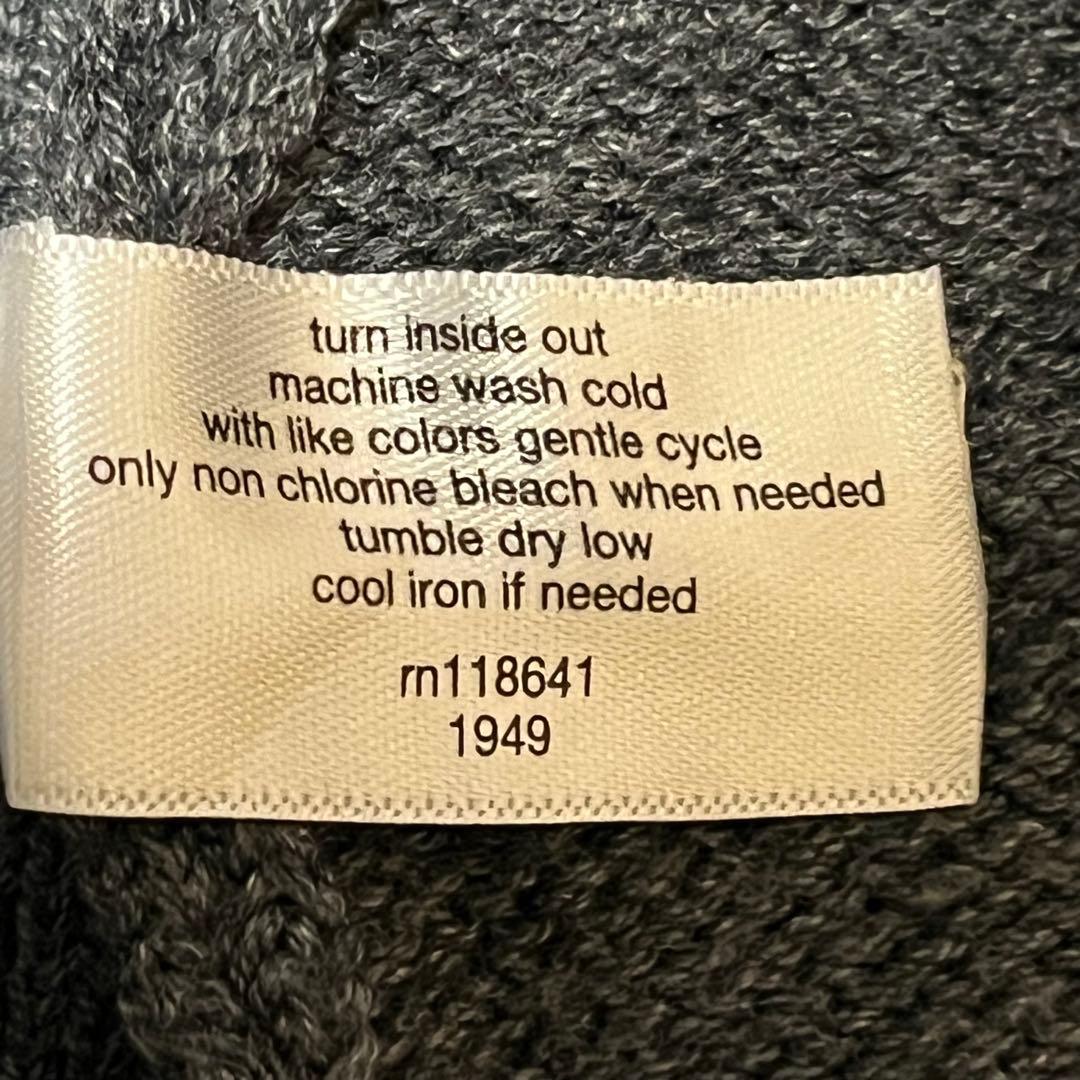 turn inside out
machine wash cold
with like colors gentle cycle
only non chlorine bleach when needed
tumble dry low
cool iron if needed
rn118641
1949